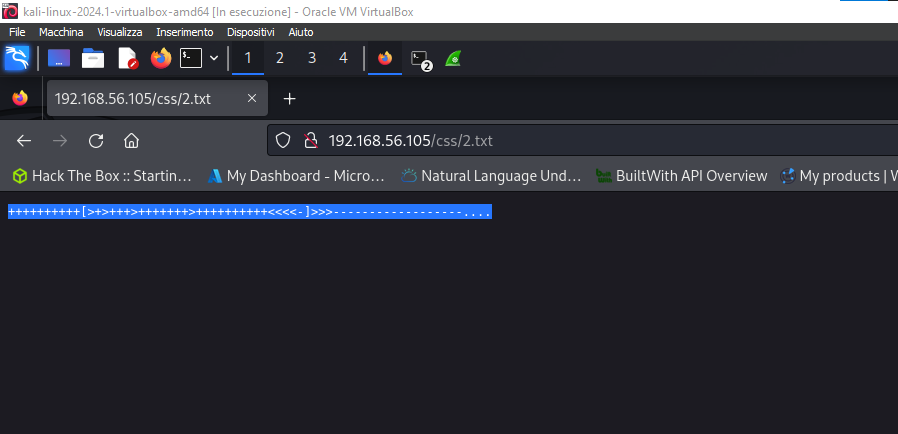 kali-linux-2024.1-virtualbox-amd64 [In esecuzione] - Oracle VM VirtualBox
File Macchina Visualizza Inserimento Dispositivi Aiuto
1 2 3 4 2
192.168.56.105/css/2.txt
192.168.56.105/css/2.txt
Hack The Box :: Startin… My Dashboard - Micro… Natural Language Und… BuiltWith API Overview My products | W
++++++++++[>+>+++>+++++++>++++++++++<<<<-]>>>------------------....